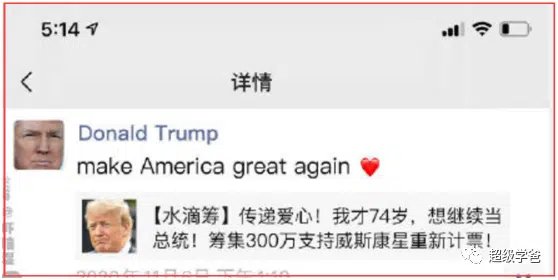 5:14
详情
Donald Trump
make America great again ❤️
【水滴筹】传递爱心！我才74岁，想继续当
总统！筹集300万支持威斯康星重新计票！
超级学爸